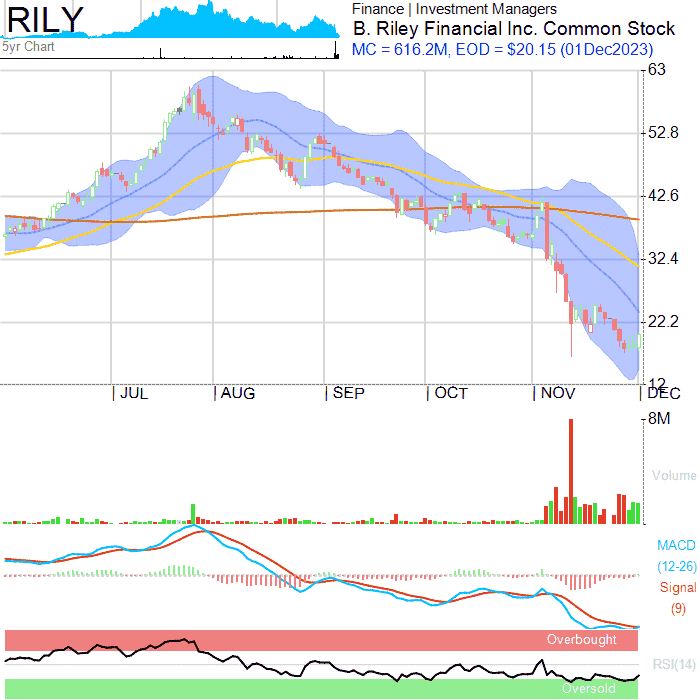 RILY
5yr Chart
Finance | Investment Managers
B. Riley Financial Inc. Common Stock
MC = 616.2M, EOD = $20.15 (01Dec2023)
63
52.8
42.6
32.4
22.2
12
JUL AUG SEP OCT NOV DEC
8M
Volume
MACD
(12-26)
Signal
(9)
Overbought
RSI(14)
Oversold